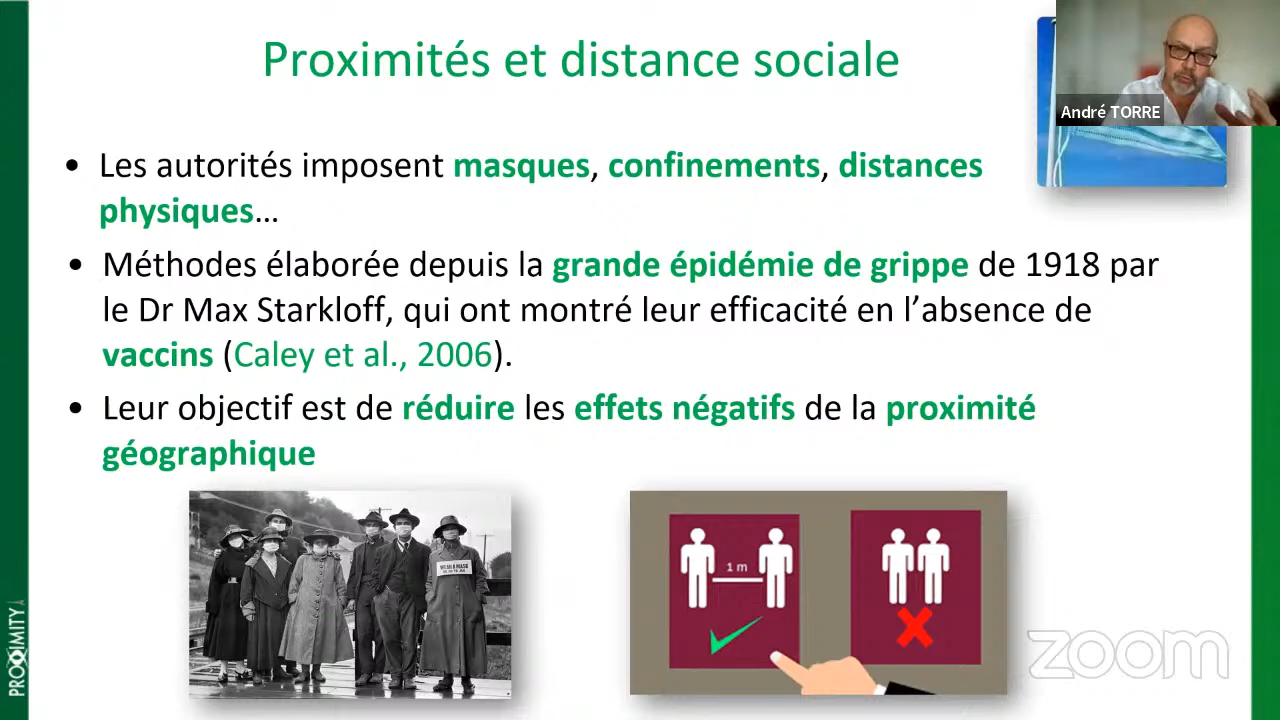 Proximités et distance sociale
André TORRE
• Les autorités imposent masques, confinements, distances
physiques…
• Méthodes élaborée depuis la grande épidémie de grippe de 1918 par
le Dr Max Starkloff, qui ont montré leur efficacité en l’absence de
vaccins (Caley et al., 2006).
• Leur objectif est de réduire les effets négatifs de la proximité
géographique
1 m
zoom
PROXIMITY